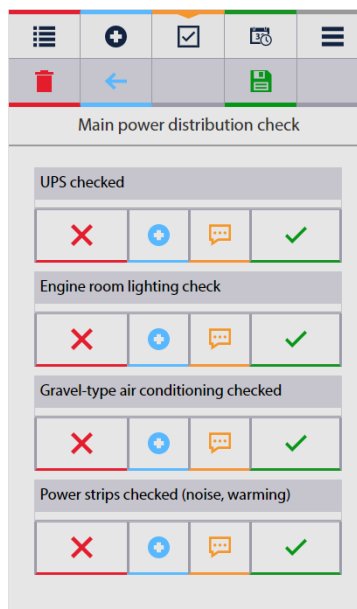 30
Main power distribution check
UPS checked
Engine room lighting check
Gravel-type air conditioning checked
Power strips checked (noise, warming)